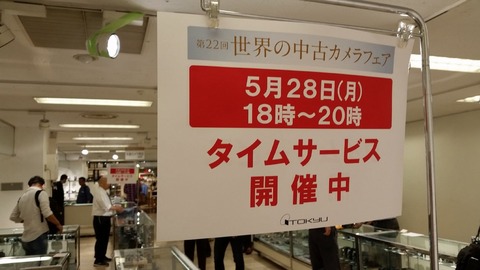 第22回 世界の中古カメラフェア
5月28日(月)
18時～20時
タイムサービス
開催中
TOKYU